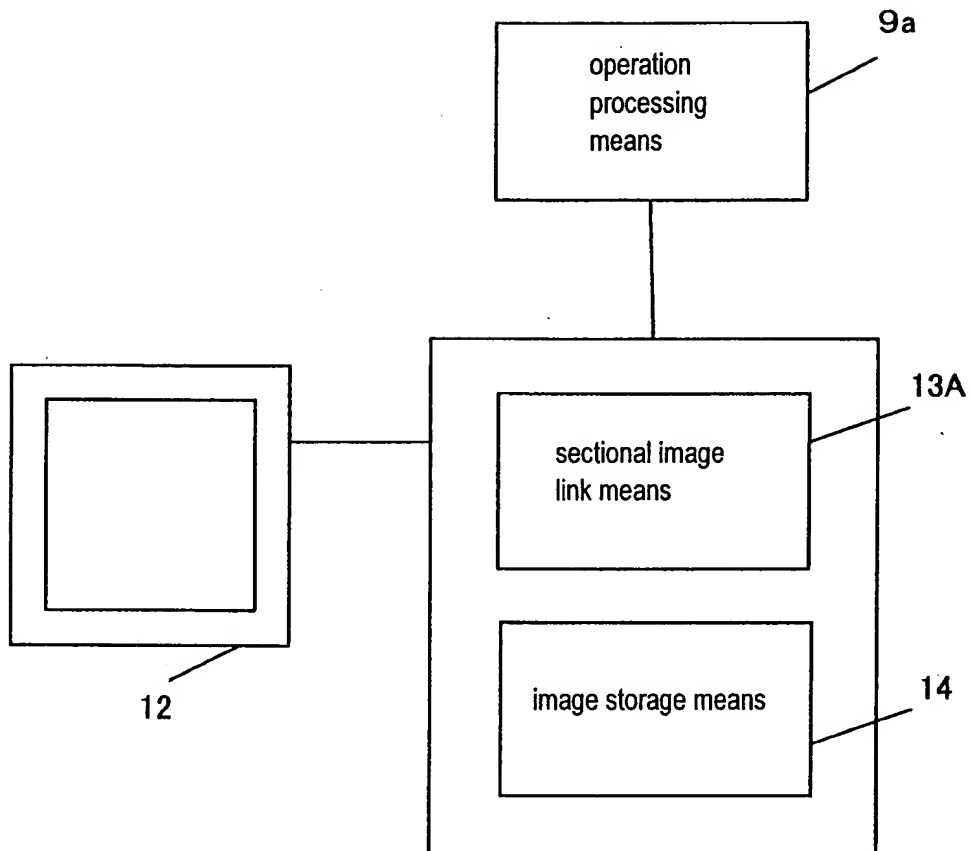 9a
operation
processing
means
13A
sectional image
link means
12
14
image storage means